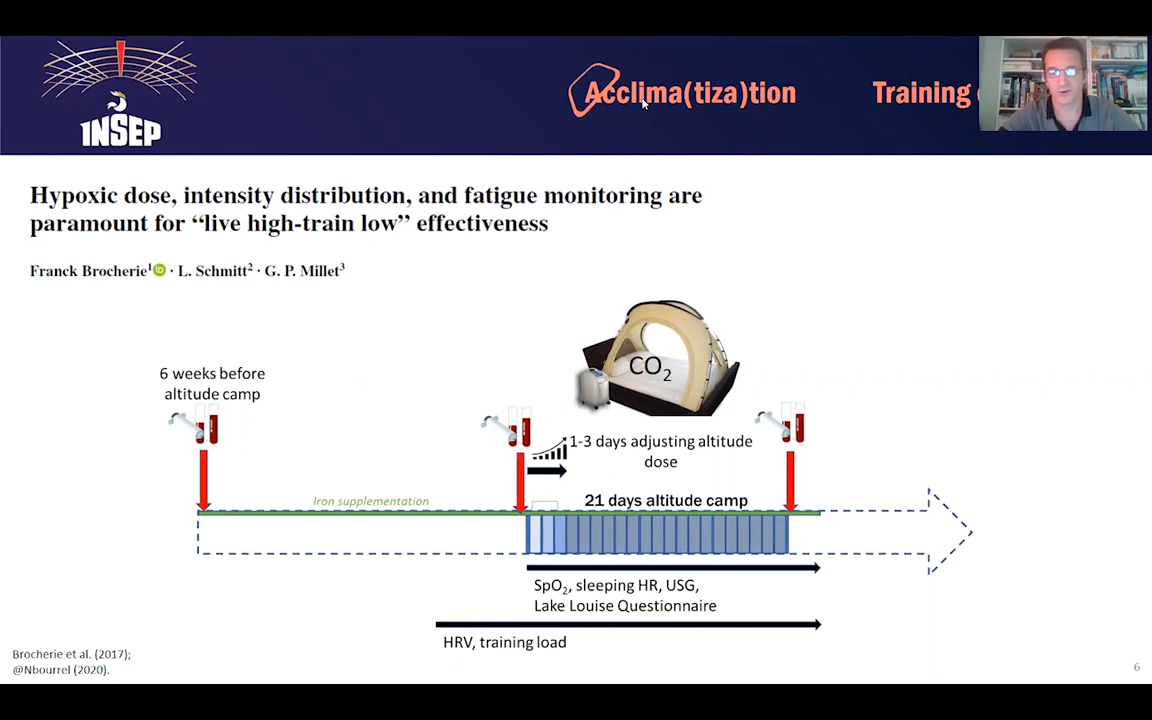 INSEP
Acclima(tiza)tion
Training
Hypoxic dose, intensity distribution, and fatigue monitoring are
paramount for “live high-train low” effectiveness
Franck Brocherie1 iD · L. Schmitt2 · G. P. Millet3
CO2
6 weeks before
altitude camp
1-3 days adjusting altitude
dose
Iron supplementation
21 days altitude camp
SpO2, sleeping HR, USG,
Lake Louise Questionnaire
HRV, training load
Brocherie et al. (2017);
@Nbourrel (2020).
6